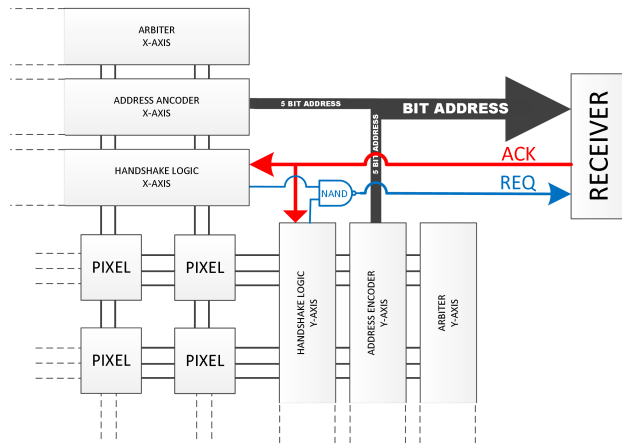 ARBITER
X-AXIS
ADDRESS ANCODER
X-AXIS
5 BIT ADDRESS
BIT ADDRESS
5 BIT ADDRESS
RECEIVER
HANDSHAKE LOGIC
X-AXIS
ACK
REQ
NAND
PIXEL
PIXEL
HANDSHAKE LOGIC
Y-AXIS
ADDRESS ENCODER
Y-AXIS
ARBITER
Y-AXIS
PIXEL
PIXEL